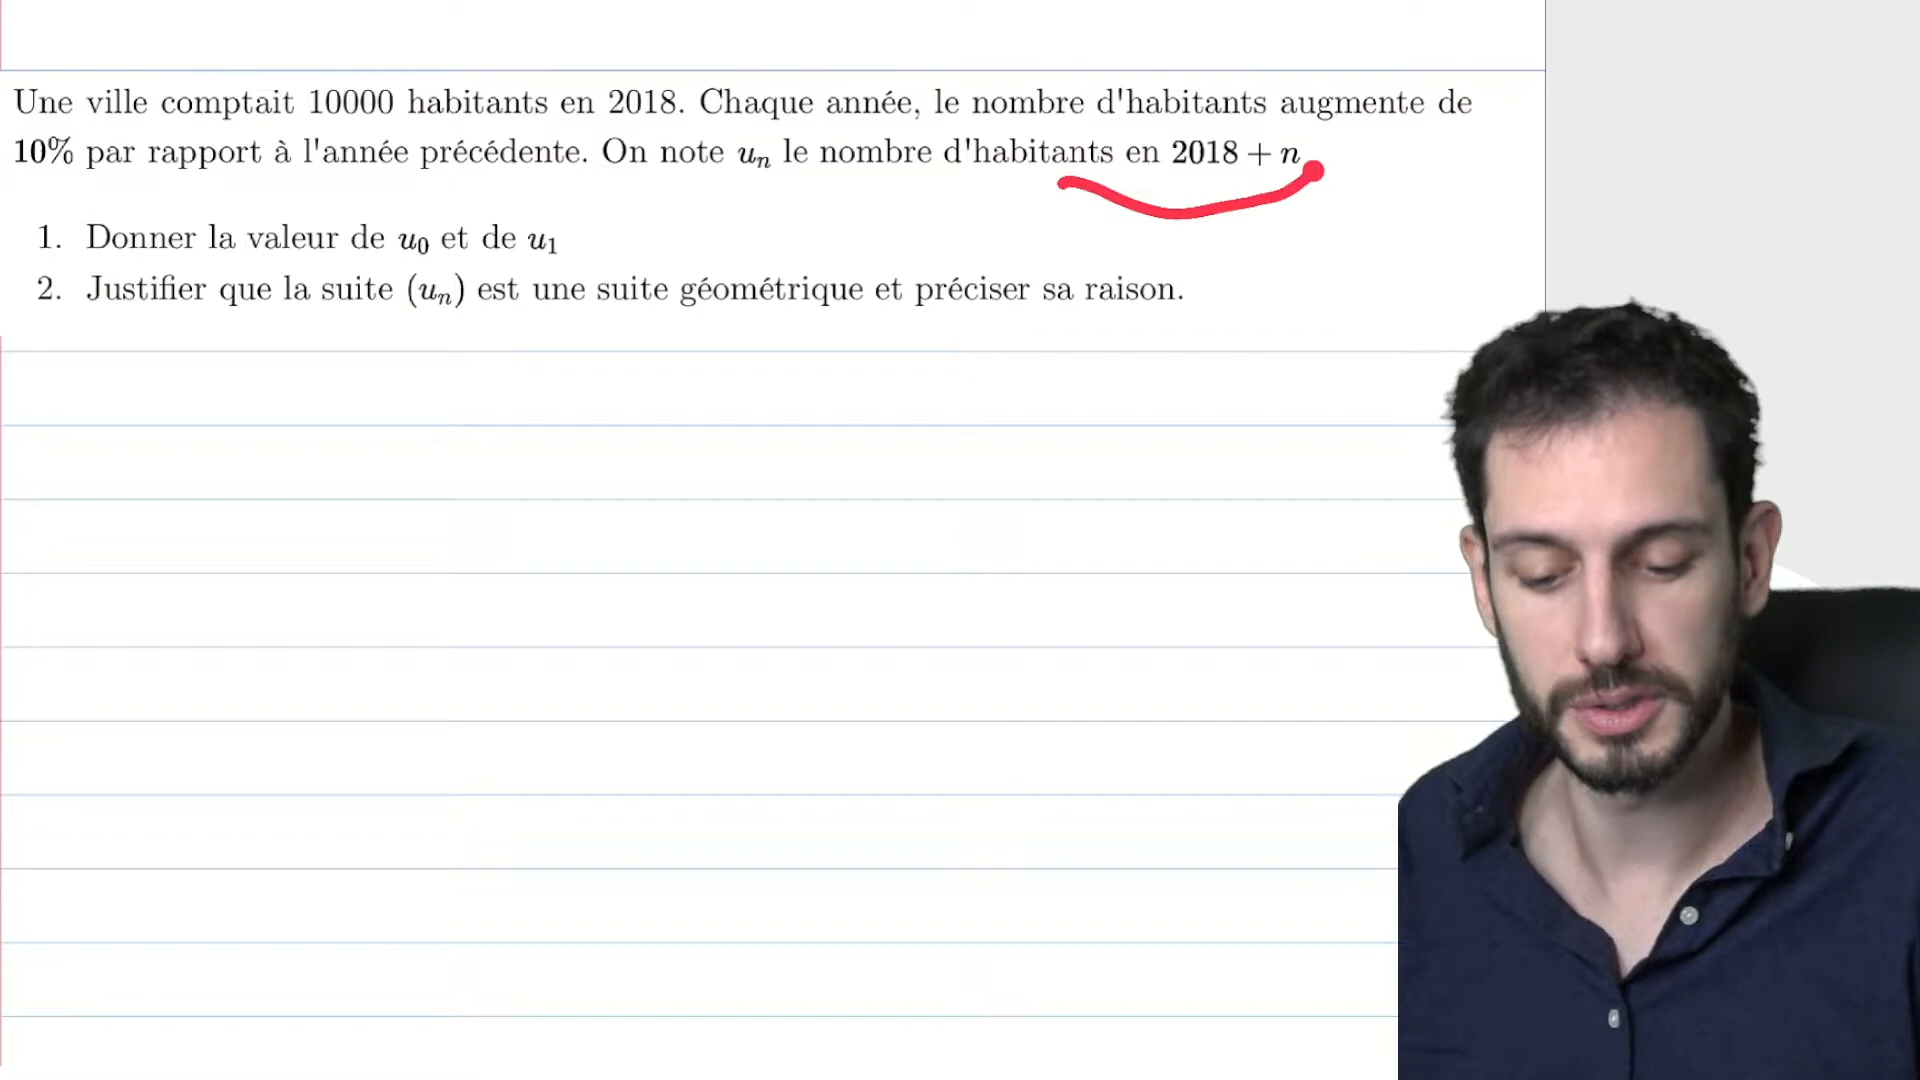 Une ville comptait 10000 habitants en 2018. Chaque année, le nombre d'habitants augmente de
10% par rapport à l'année précédente. On note uₙ le nombre d'habitants en 2018 + n
1. Donner la valeur de u₀ et de u₁
2. Justifier que la suite (uₙ) est une suite géométrique et préciser sa raison.